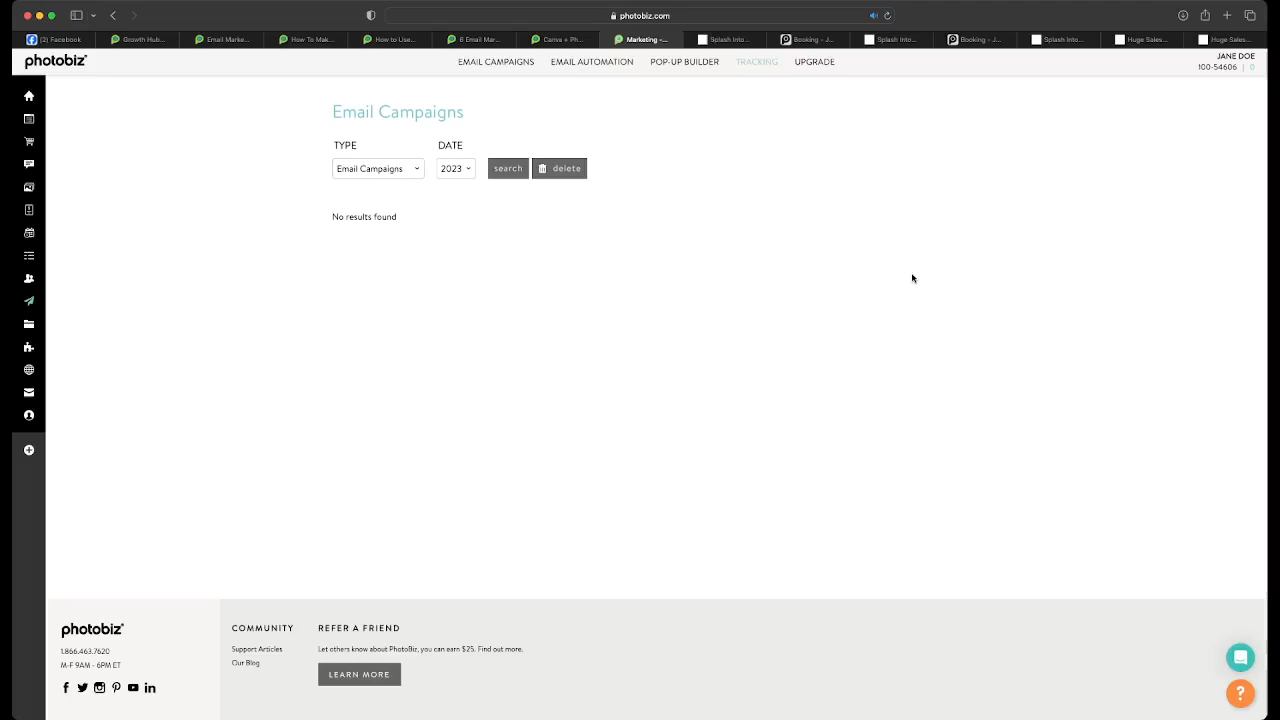 photobiz.com
(2) Facebook
Growth Hub...
Email Marke...
How To Mak...
How to Use...
6 Email Mar...
Canva + Ph...
Marketing -...
Splash Into...
Booking - J...
Splash Into...
Booking - J...
Splash Into...
Huge Sales...
Huge Sales...
photobiz
EMAIL CAMPAIGNS
EMAIL AUTOMATION
POP-UP BUILDER
TRACKING
UPGRADE
JANE DOE
100-54606 | 0
Email Campaigns
TYPE
DATE
Email Campaigns
2023
search
delete
No results found
photobiz
1.866.463.7620
M-F 9AM - 6PM ET
COMMUNITY
Support Articles
Our Blog
REFER A FRIEND
Let others know about PhotoBiz, you can earn $25. Find out more.
LEARN MORE
?